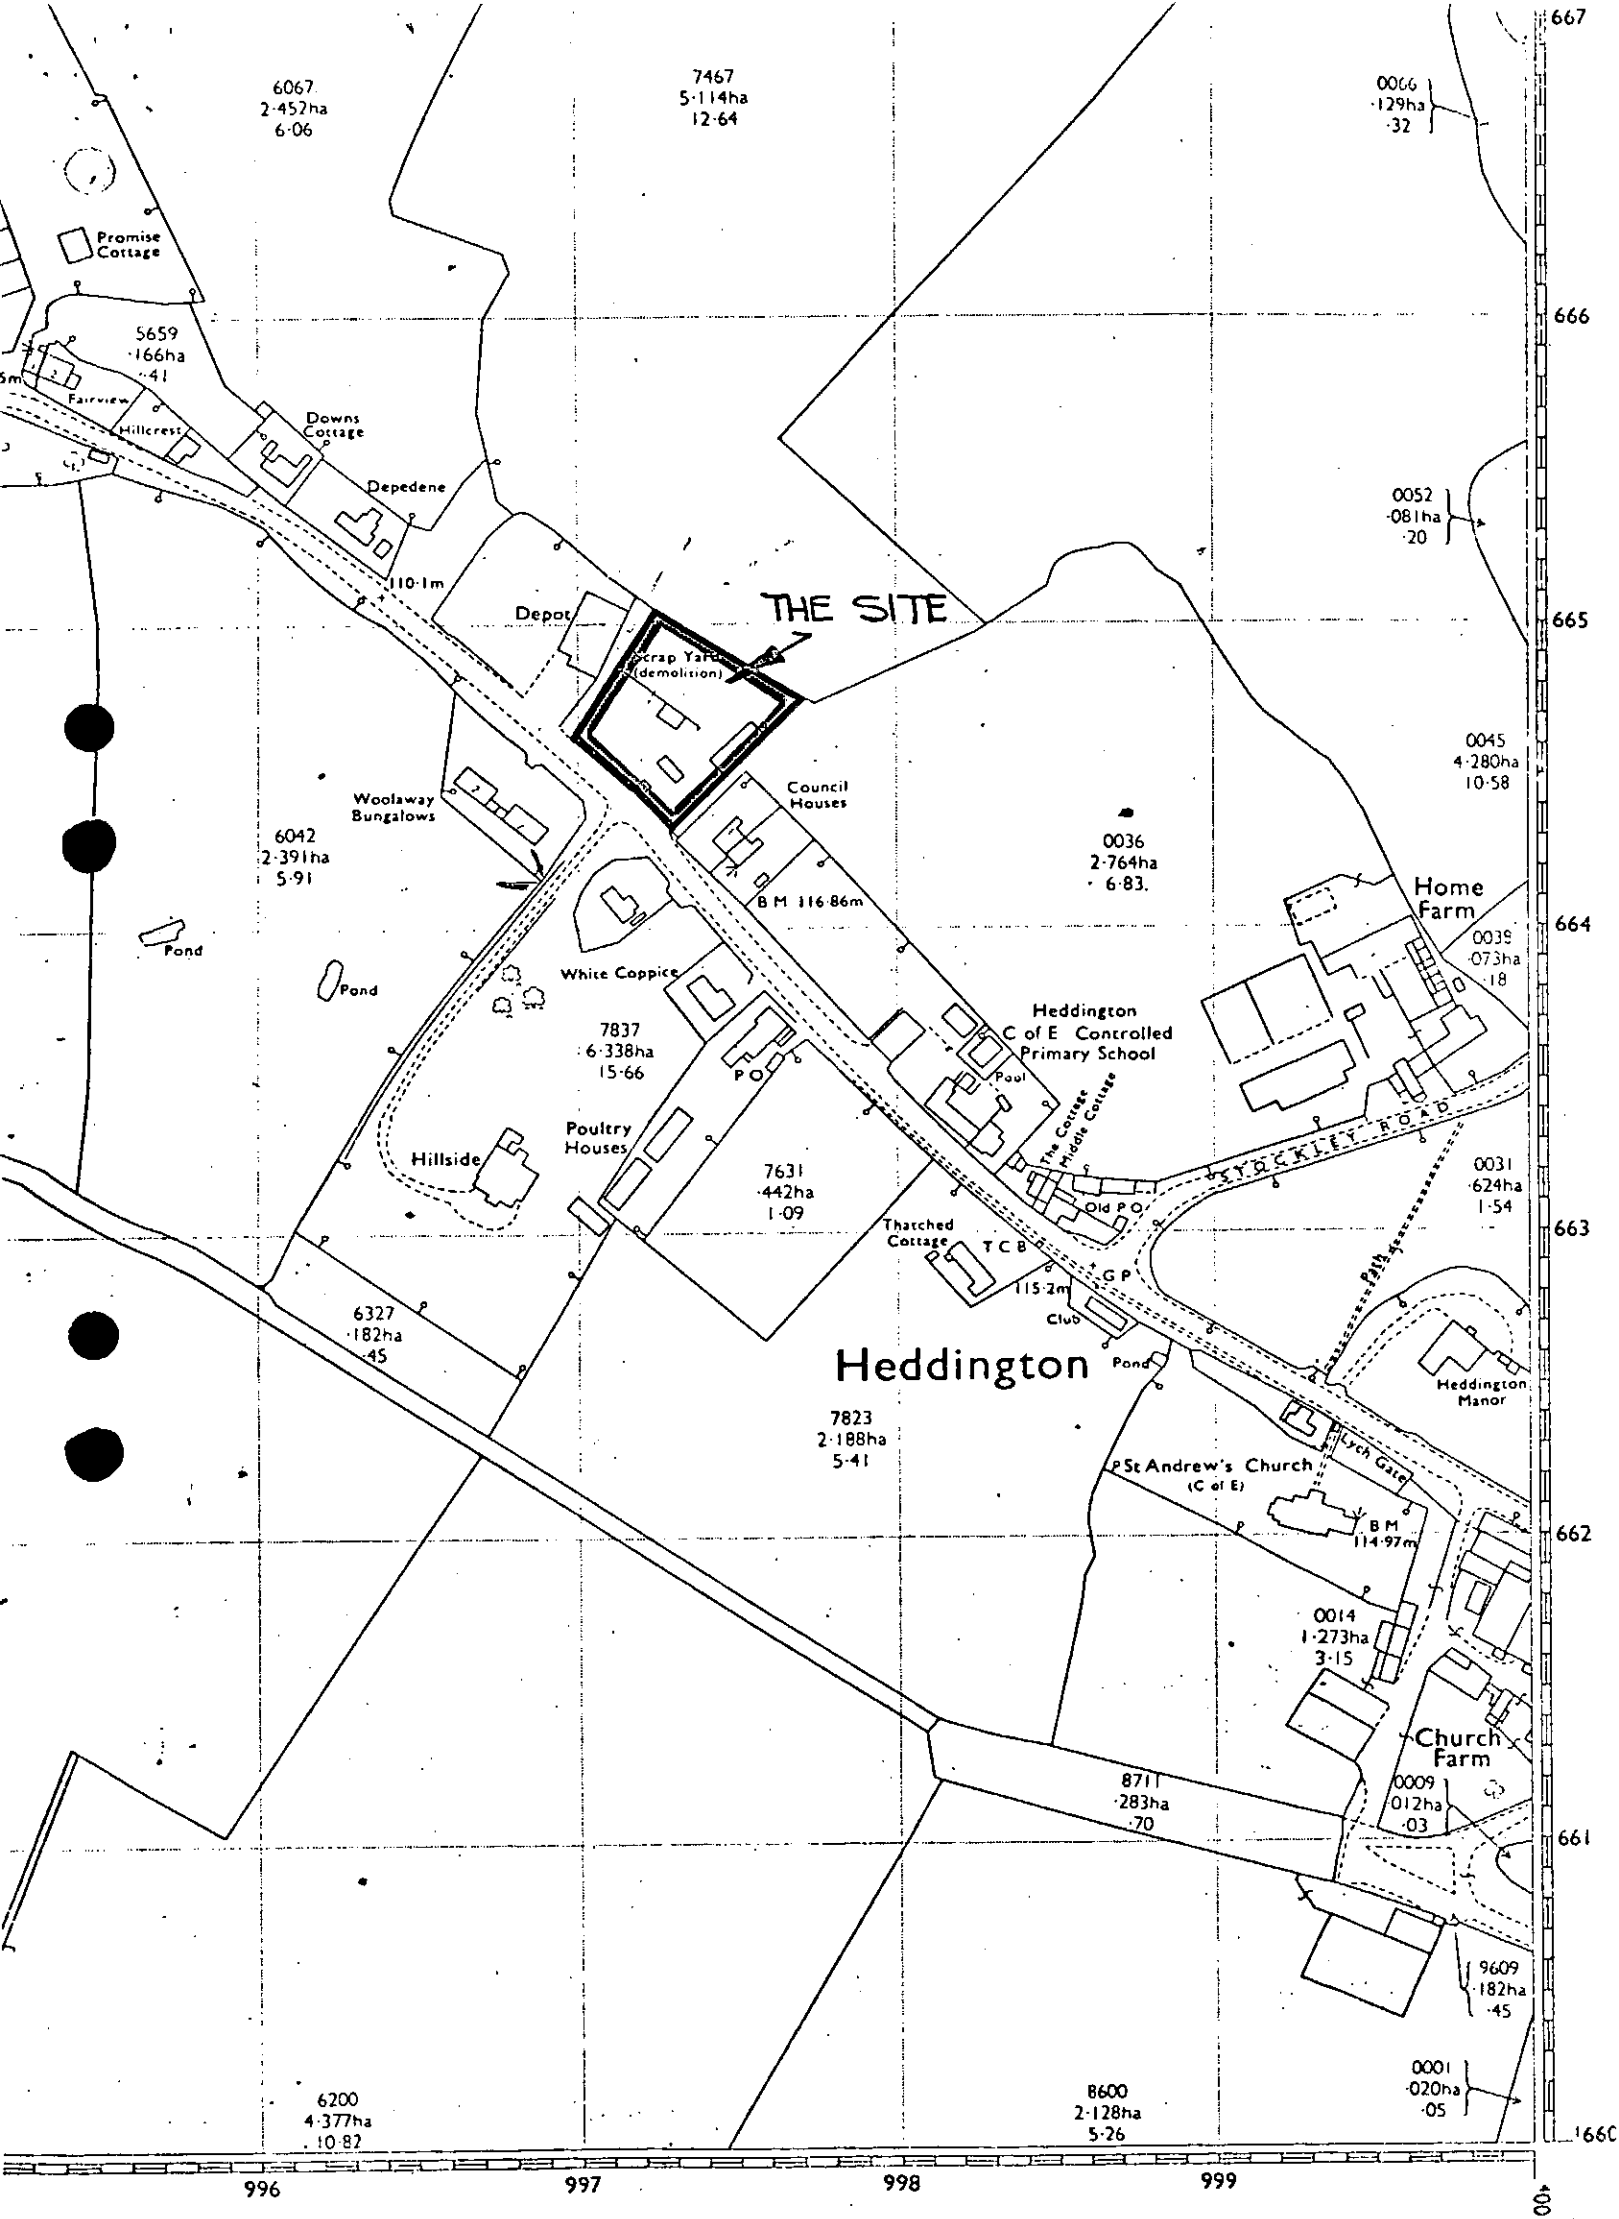 667
6067
2·452ha
6·06
7467
5·114ha
12·64
0066
·129ha
·32
Promise
Cottage
666
5659
·166ha
·41
Fairview
Hillcrest
Downs
Cottage
Depedene
0052
·081ha
·20
110·1m
Depot
THE SITE
665
Scrap Yard
(demolition)
0045
4·280ha
10·58
Woolaway
Bungalows
Council
Houses
6042
2·391ha
5·91
0036
2·764ha
6·83
BM 116·86m
Home
Farm
664
0039
·073ha
·18
Pond
Pond
White Coppice
Heddington
C of E Controlled
Primary School
7837
6·338ha
15·66
PO
Pool
The Cottage
Middle Cottage
STOCKLEY ROAD
Poultry
Houses
Hillside
7631
·442ha
1·09
0031
·624ha
1·54
Old PO
663
Thatched
Cottage
TCB
GP
Path
115·2m
Club
6327
·182ha
·45
Heddington
Pond
Heddington
Manor
7823
2·188ha
5·41
Lych Gate
St Andrew's Church
(C of E)
BM
114·97m
662
0014
1·273ha
3·15
Church
Farm
8711
·283ha
·70
0009
·012ha
·03
661
9609
·182ha
·45
6200
4·377ha
10·82
8600
2·128ha
5·26
0001
·020ha
·05
1660
996
997
998
999
400